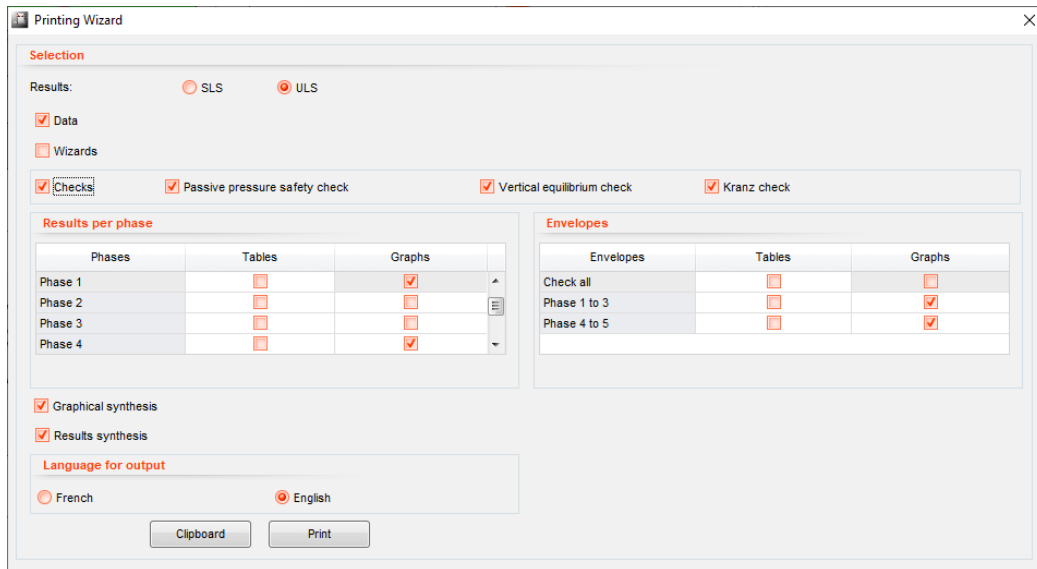 Printing Wizard
Selection
Results: SLS ULS
Data
Wizards
Checks Passive pressure safety check Vertical equilibrium check Kranz check
Results per phase
Phases Tables Graphs
Phase 1
Phase 2
Phase 3
Phase 4
Envelopes
Envelopes Tables Graphs
Check all
Phase 1 to 3
Phase 4 to 5
Graphical synthesis
Results synthesis
Language for output
French English
Clipboard Print